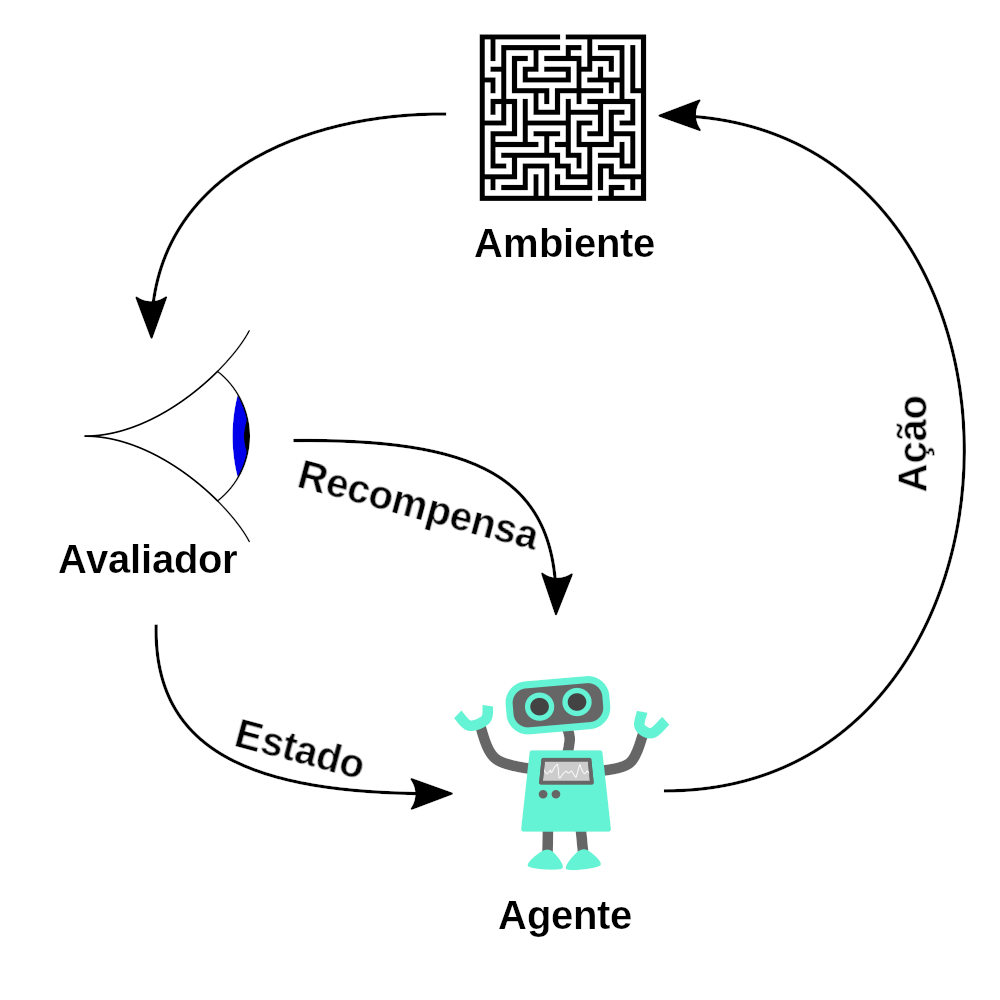 Ambiente
Ação
Recompensa
Avaliador
Estado
Agente